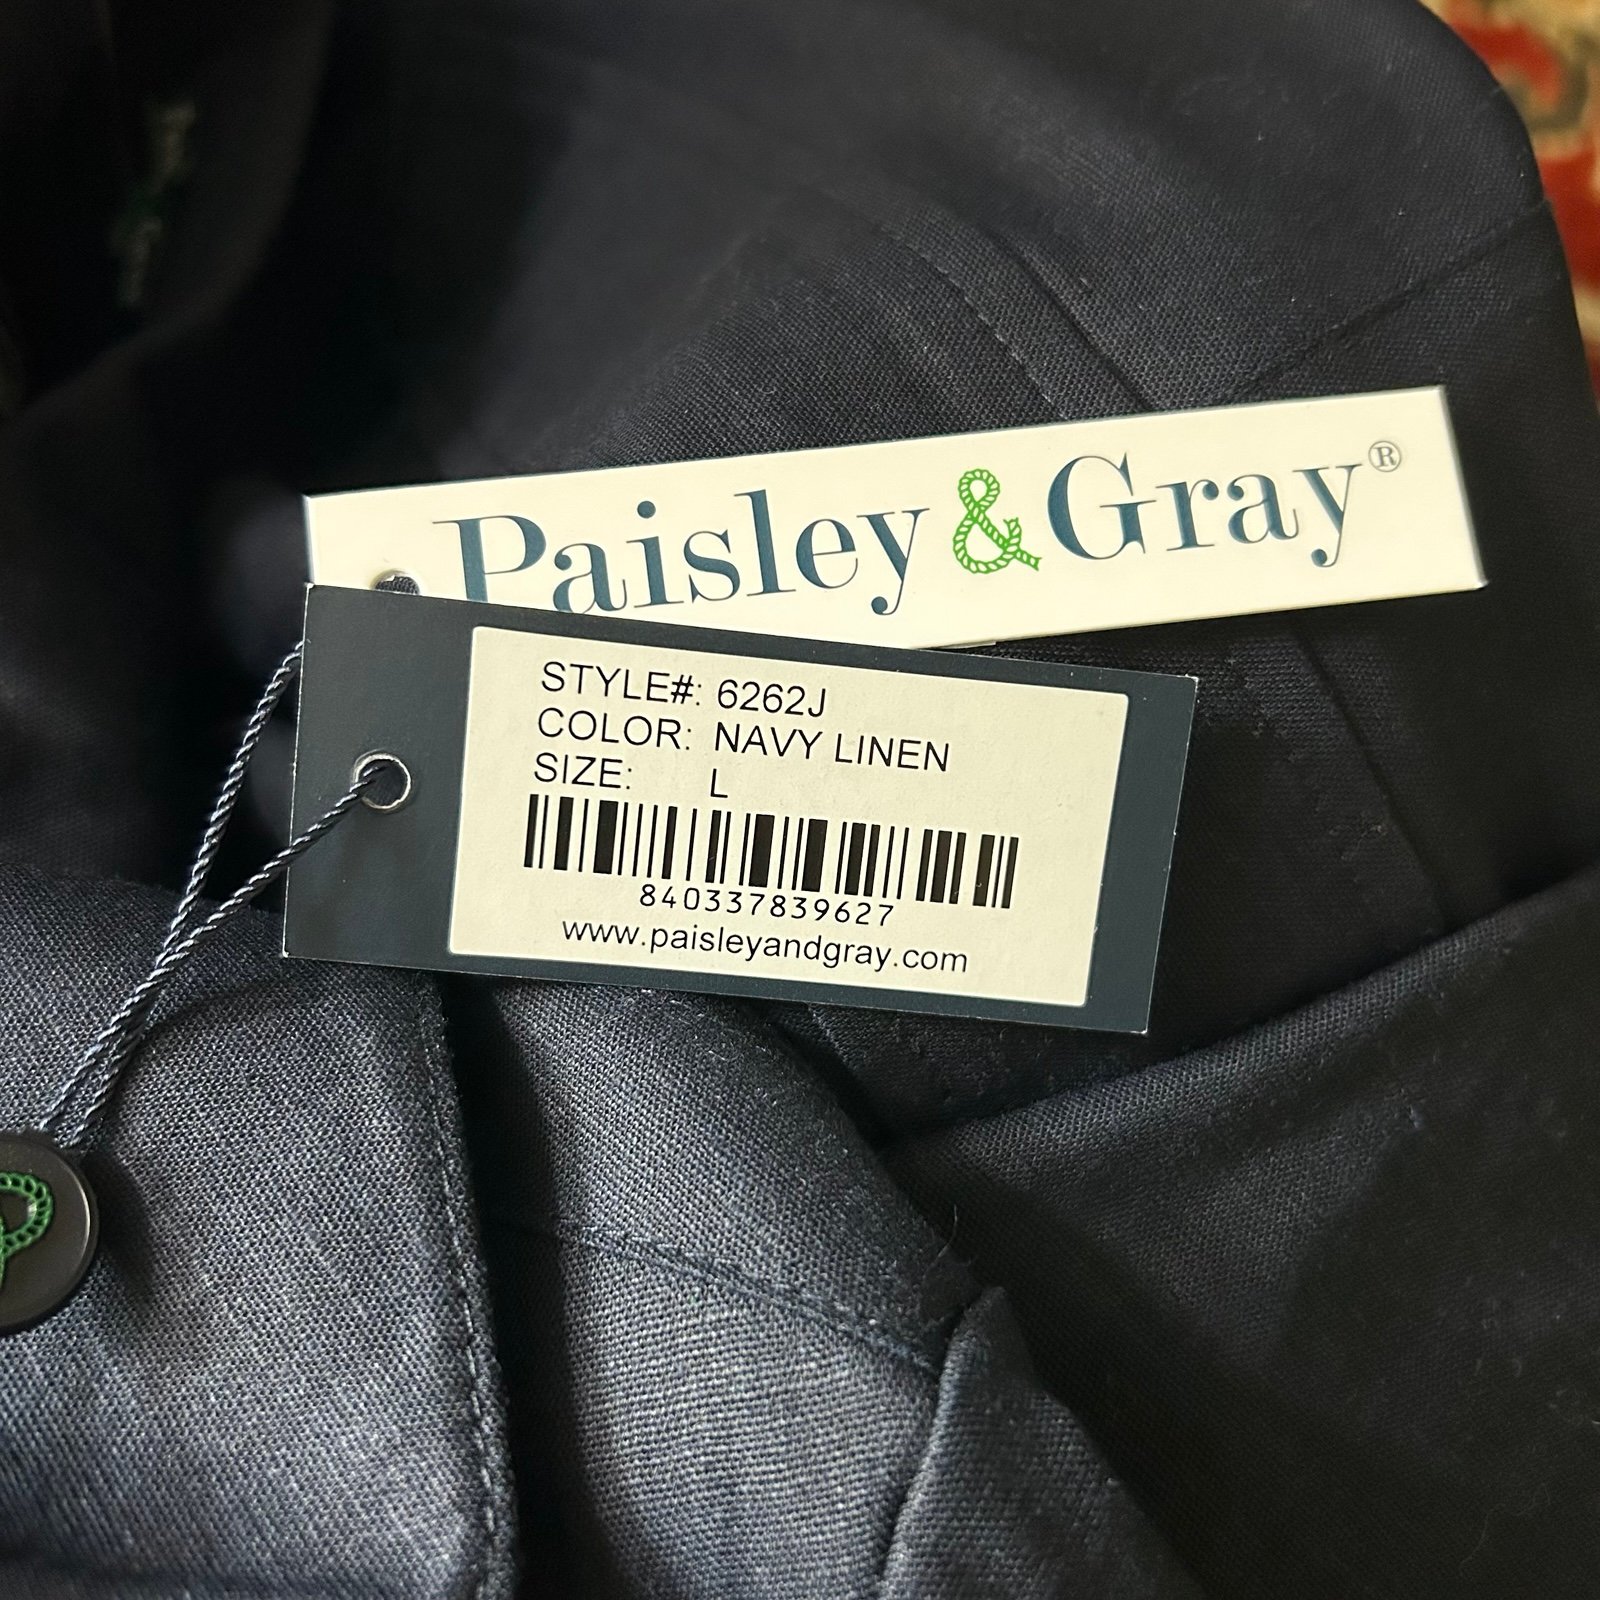 Paisley & Gray®
STYLE#: 6262J
COLOR: NAVY LINEN
SIZE: L
840337839627
www.paisleyandgray.com